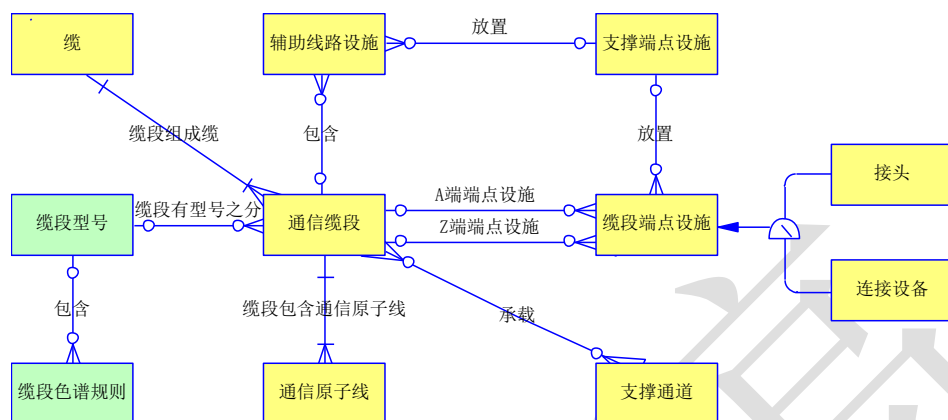 缆
辅助线路设施
放置
支撑端点设施
缆段组成缆
包含
放置
接头
缆段型号
缆段有型号之分
通信缆段
A端端点设施
Z端端点设施
缆段端点设施
连接设备
包含
缆段包含通信原子线
承载
缆段色谱规则
通信原子线
支撑通道